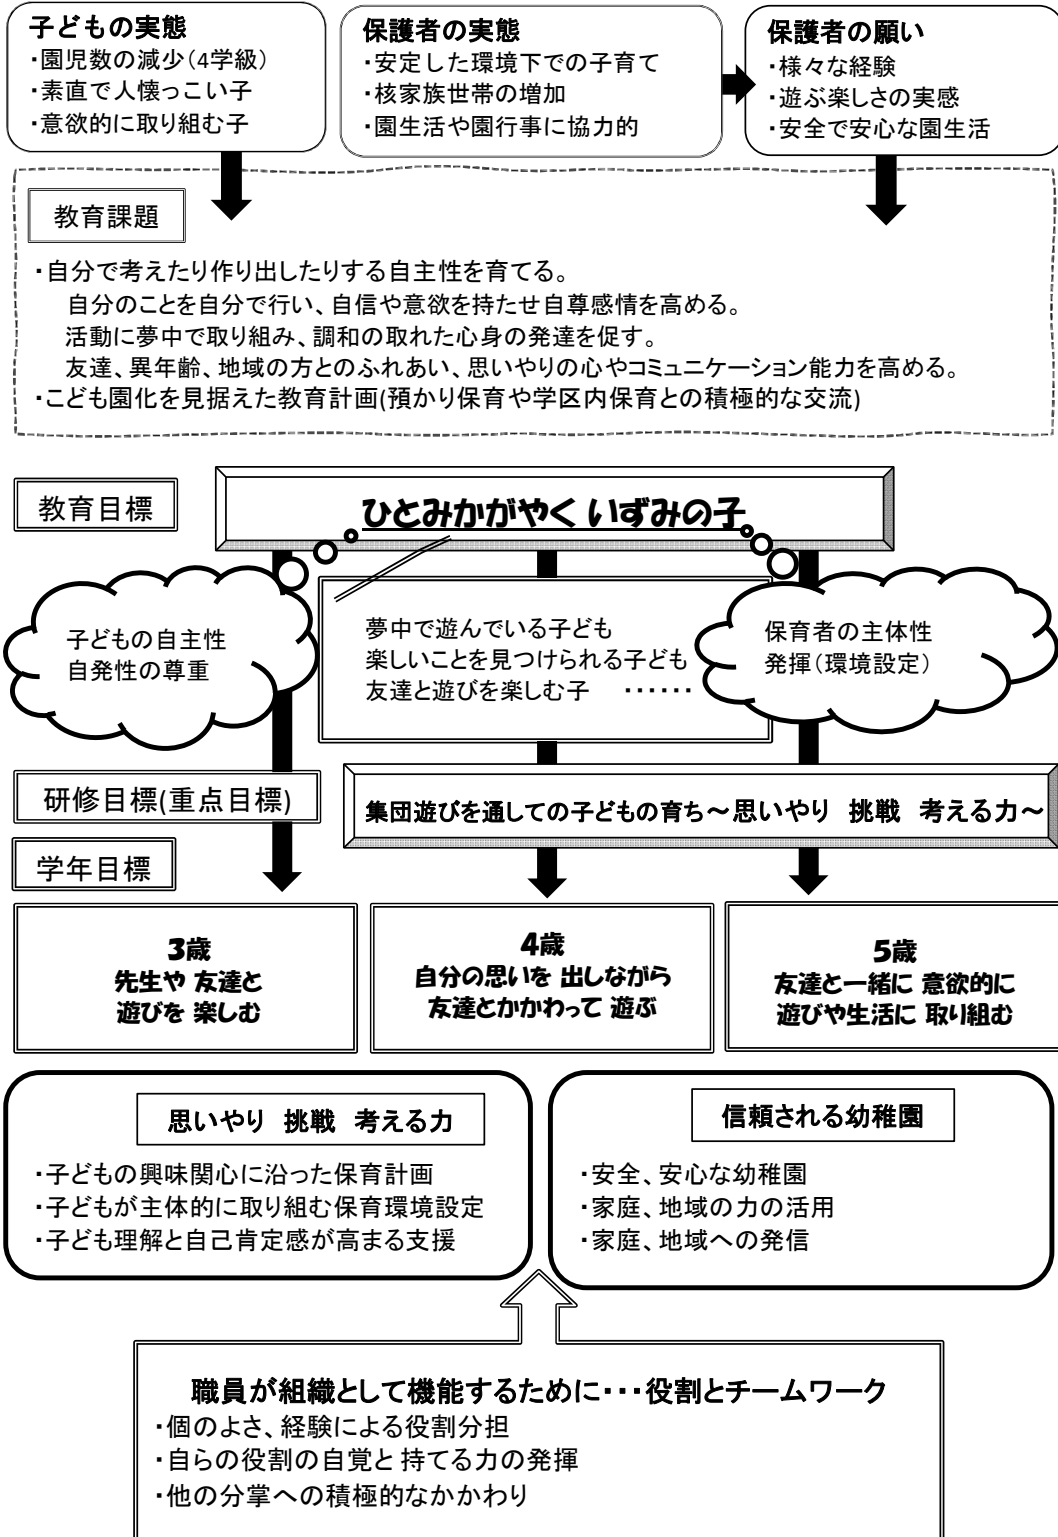 子どもの実態
・園児数の減少(4学級)
・素直で人懐っこい子
・意欲的に取り組む子
保護者の実態
・安定した環境下での子育て
・核家族世帯の増加
・園生活や園行事に協力的
保護者の願い
・様々な経験
・遊ぶ楽しさの実感
・安全で安心な園生活
教育課題
・自分で考えたり作り出したりする自主性を育てる。
自分のことを自分で行い、自信や意欲を持たせ自尊感情を高める。
活動に夢中で取り組み、調和の取れた心身の発達を促す。
友達、異年齢、地域の方とのふれあい、思いやりの心やコミュニケーション能力を高める。
・こども園化を見据えた教育計画(預かり保育や学区内保育との積極的な交流)
教育目標
ひとみかがやく いずみの子
子どもの自主性
自発性の尊重
夢中で遊んでいる子ども
楽しいことを見つけられる子ども
友達と遊びを楽しむ子 ・・・・・・
保育者の主体性
発揮(環境設定)
研修目標(重点目標)
集団遊びを通しての子どもの育ち～思いやり 挑戦 考える力～
学年目標
3歳
先生や 友達と
遊びを 楽しむ
4歳
自分の思いを 出しながら
友達とかかわって 遊ぶ
5歳
友達と一緒に 意欲的に
遊びや生活に 取り組む
思いやり 挑戦 考える力
・子どもの興味関心に沿った保育計画
・子どもが主体的に取り組む保育環境設定
・子ども理解と自己肯定感が高まる支援
信頼される幼稚園
・安全、安心な幼稚園
・家庭、地域の力の活用
・家庭、地域への発信
職員が組織として機能するために・・・役割とチームワーク
・個のよさ、経験による役割分担
・自らの役割の自覚と 持てる力の発揮
・他の分掌への積極的なかかわり